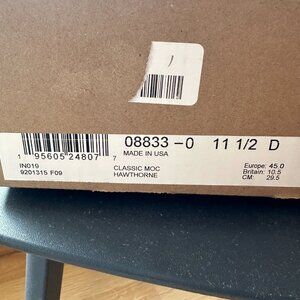 08833 -0 11 1/2 D
MADE IN USA
1 95605 24807 7
IN019
9201315 F09
CLASSIC MOC
HAWTHORNE
Europe: 45.0
Britain: 10.5
CM: 29.5